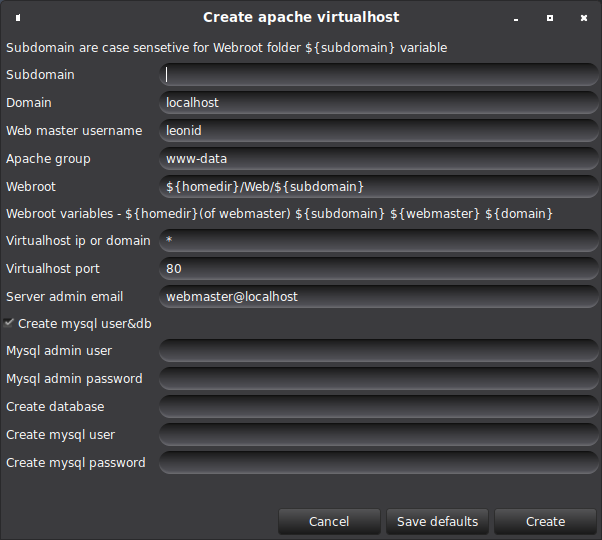 Create apache virtualhost
Subdomain are case sensetive for Webroot folder ${subdomain} variable
Subdomain
Domain localhost
Web master username leonid
Apache group www-data
Webroot ${homedir}/Web/${subdomain}
Webroot variables - ${homedir}(of webmaster) ${subdomain} ${webmaster} ${domain}
Virtualhost ip or domain *
Virtualhost port 80
Server admin email webmaster@localhost
Create mysql user&db
Mysql admin user
Mysql admin password
Create database
Create mysql user
Create mysql password
Cancel Save defaults Create